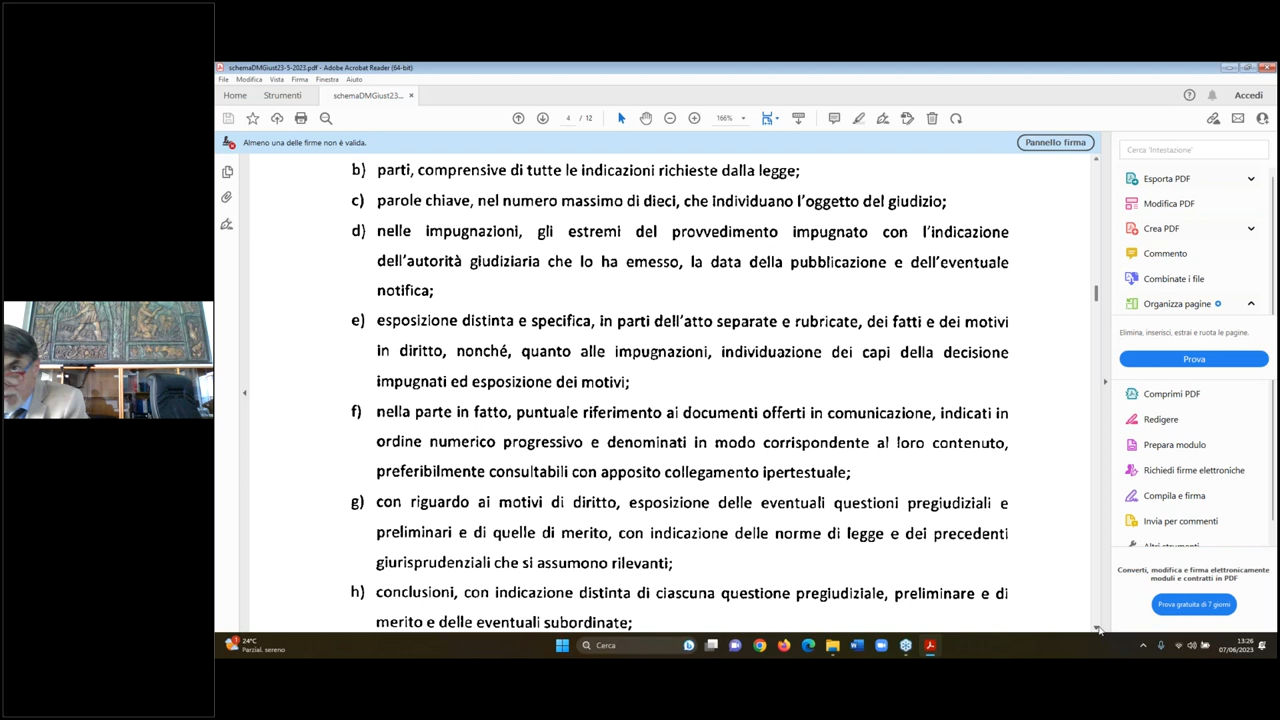 schemaDMGiust23-5-2023.pdf - Adobe Acrobat Reader (64-bit)
File Modifica Vista Firma Finestra Aiuto
Home Strumenti schemaDMGiust23... × Accedi
4 / 12 166%
Almeno una delle firme non è valida. Pannello firma
b) parti, comprensive di tutte le indicazioni richieste dalla legge;
c) parole chiave, nel numero massimo di dieci, che individuano l’oggetto del giudizio;
d) nelle impugnazioni, gli estremi del provvedimento impugnato con l’indicazione
dell’autorità giudiziaria che lo ha emesso, la data della pubblicazione e dell’eventuale
notifica;
e) esposizione distinta e specifica, in parti dell’atto separate e rubricate, dei fatti e dei motivi
in diritto, nonché, quanto alle impugnazioni, individuazione dei capi della decisione
impugnati ed esposizione dei motivi;
f) nella parte in fatto, puntuale riferimento ai documenti offerti in comunicazione, indicati in
ordine numerico progressivo e denominati in modo corrispondente al loro contenuto,
preferibilmente consultabili con apposito collegamento ipertestuale;
g) con riguardo ai motivi di diritto, esposizione delle eventuali questioni pregiudiziali e
preliminari e di quelle di merito, con indicazione delle norme di legge e dei precedenti
giurisprudenziali che si assumono rilevanti;
h) conclusioni, con indicazione distinta di ciascuna questione pregiudiziale, preliminare e di
merito e delle eventuali subordinate;
Cerca 'Intestazione'
Esporta PDF
Modifica PDF
Crea PDF
Commento
Combinate i file
Organizza pagine
Elimina, inserisci, estrai e ruota le pagine.
Prova
Comprimi PDF
Redigere
Prepara modulo
Richiedi firme elettroniche
Compila e firma
Invia per commenti
Altri strumenti
Converti, modifica e firma elettronicamente
moduli e contratti in PDF
Prova gratuita di 7 giorni
1
24°C
Parzial. sereno
Cerca
13:26
07/06/2023